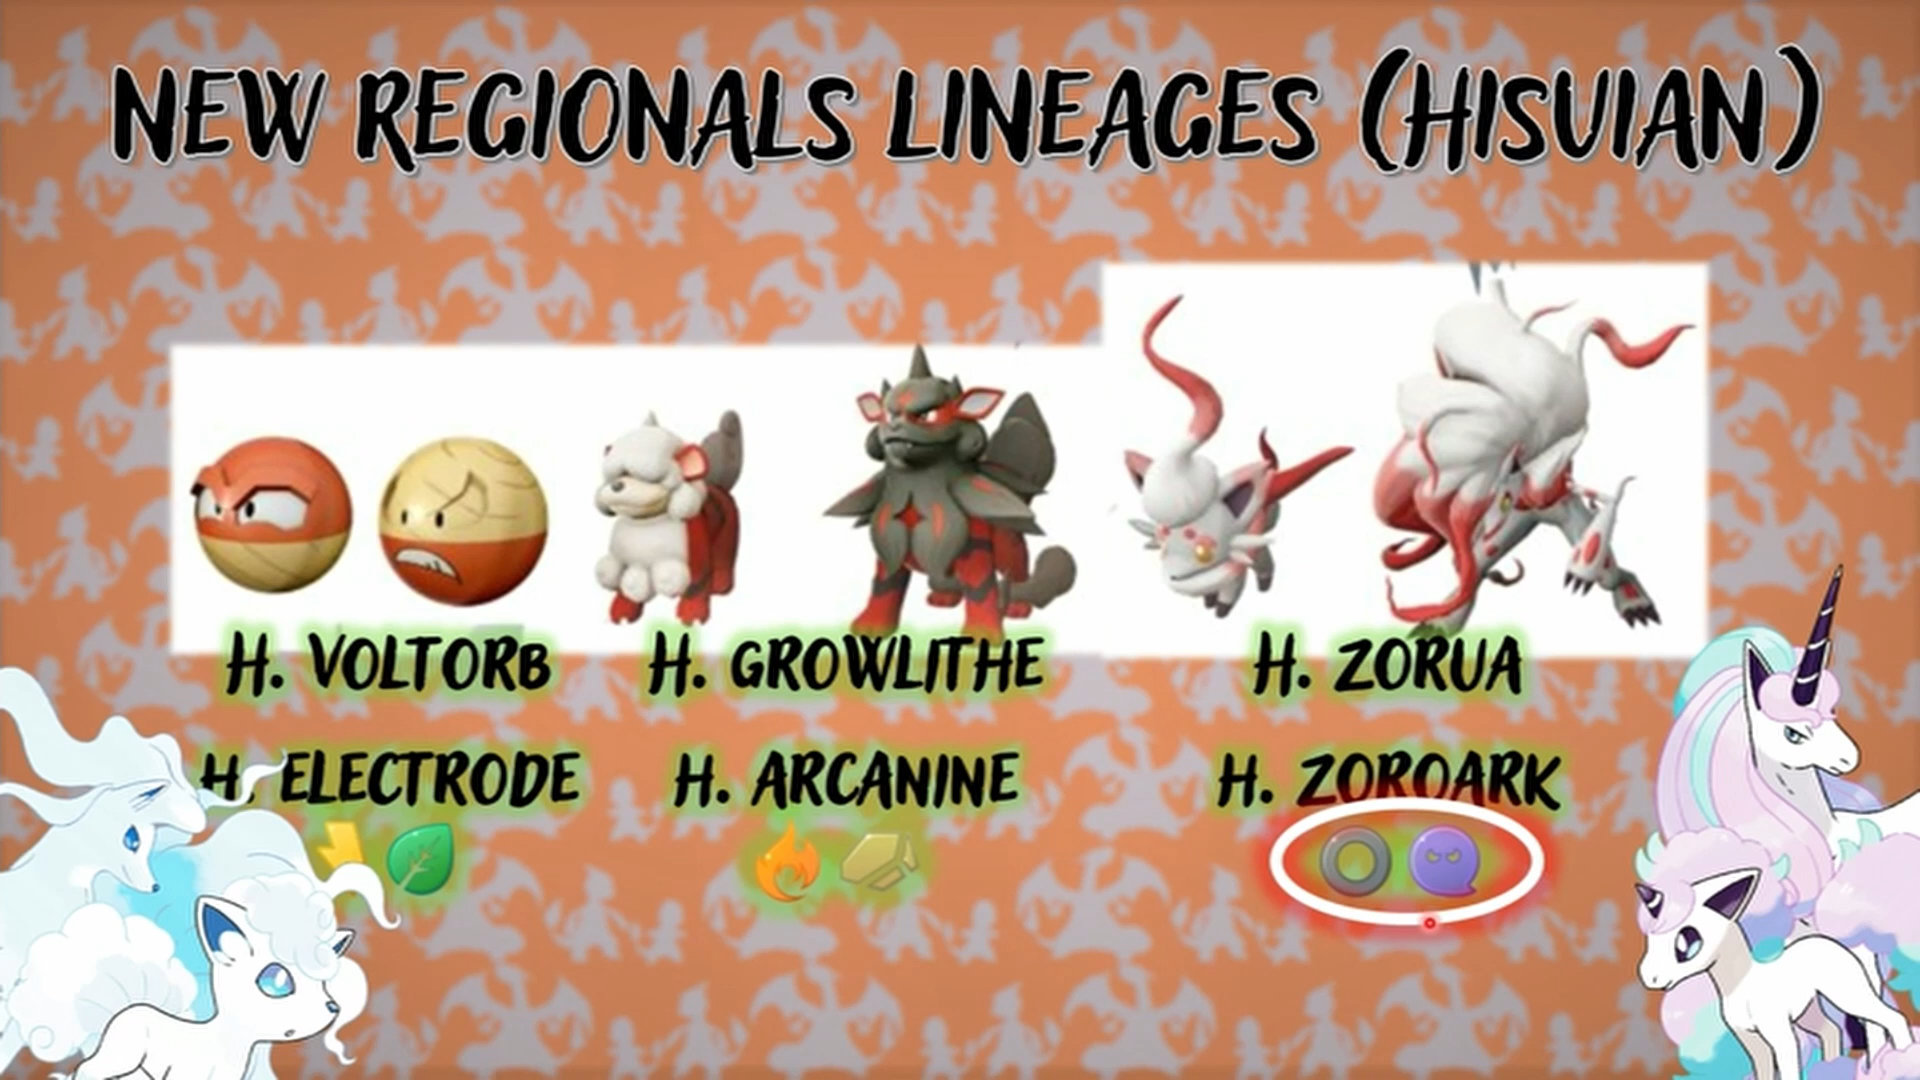 NEW REGIONALS LINEAGES (HISUIAN)
H. VOLTORB
H. GROWLITHE
H. ZORUA
H. ELECTRODE
H. ARCANINE
H. ZOROARK